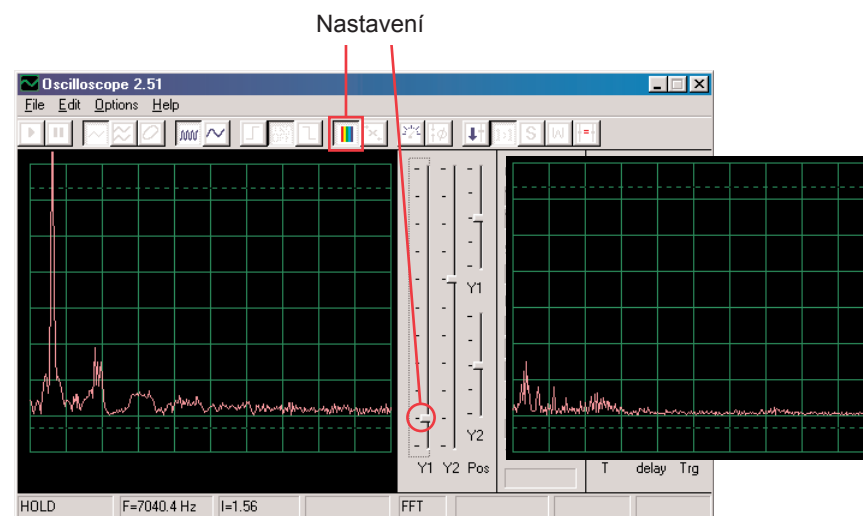 Nastavení
Oscilloscope 2.51
File Edit Options Help
Y1
Y2
Y1 Y2 Pos
T delay Trg
HOLD F=7040.4 Hz I=1.56 FFT